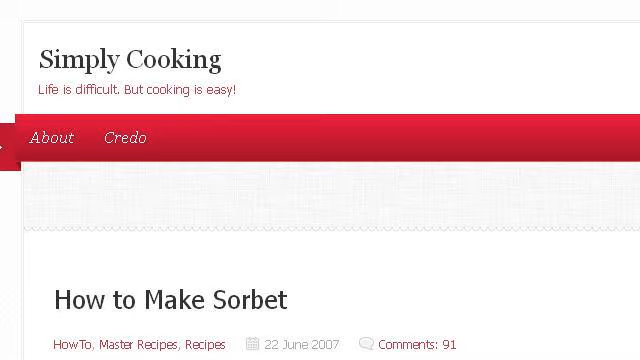 Simply Cooking
Life is difficult. But cooking is easy!
About Credo
How to Make Sorbet
HowTo, Master Recipes, Recipes 22 June 2007 Comments: 91